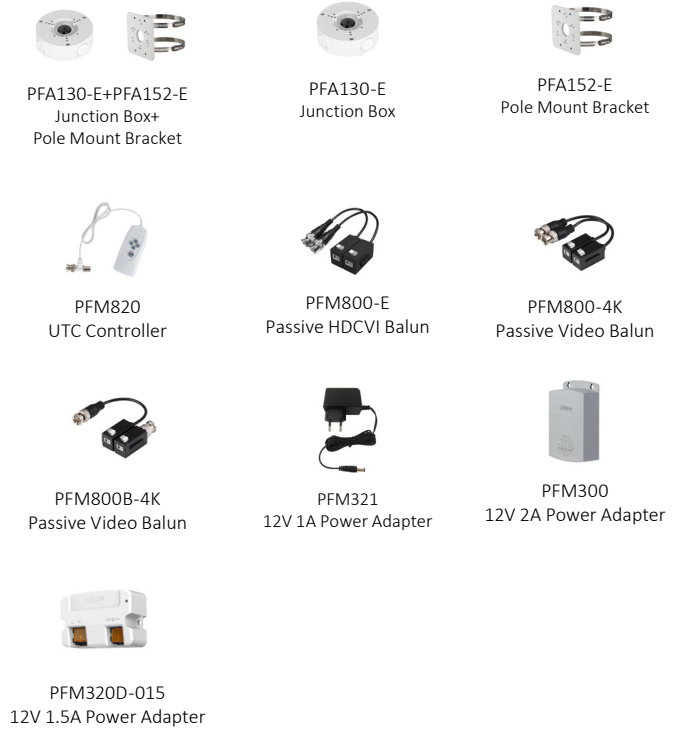 PFA130-E+PFA152-E
Junction Box+
Pole Mount Bracket
PFA130-E
Junction Box
PFA152-E
Pole Mount Bracket
PFM820
UTC Controller
PFM800-E
Passive HDCVI Balun
PFM800-4K
Passive Video Balun
PFM800B-4K
Passive Video Balun
PFM321
12V 1A Power Adapter
PFM300
12V 2A Power Adapter
PFM320D-015
12V 1.5A Power Adapter